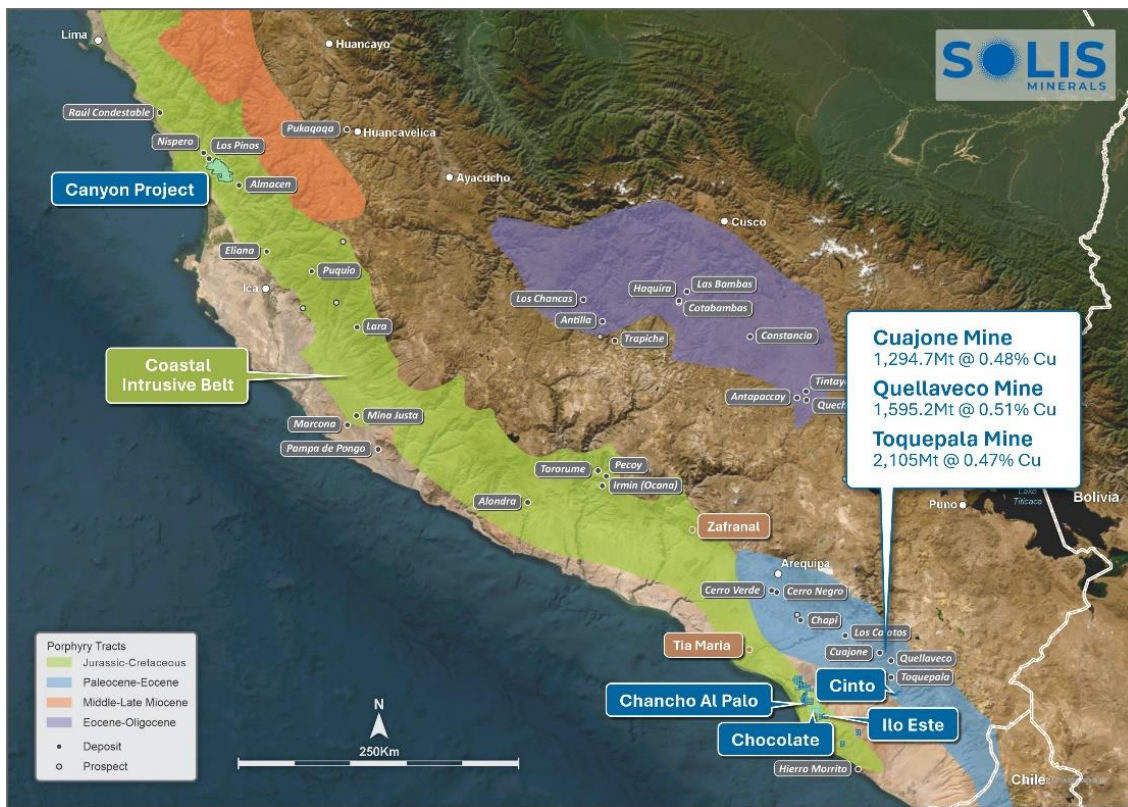 Lima
Huancayo
SOLIS
MINERALS
Raúl Condestable
Pukaqaqa
Huancavelica
Nispero
Los Pinos
Canyon Project
Almacen
Ayacucho
Cusco
Eliana
Puquio
Ica
Los Chancas
Haquira
Las Bambas
Cotabambas
Antilla
Trapiche
Constancia
Lara
Coastal
Intrusive Belt
Cuajone Mine
1,294.7Mt @ 0.48% Cu
Quellaveco Mine
1,595.2Mt @ 0.51% Cu
Toquepala Mine
2,105Mt @ 0.47% Cu
Antapaccay
Mina Justa
Marcona
Pampa de Pongo
Tororume
Pecoy
Irmin (Ocana)
Alondra
Puno
Lake
Titicaca
Bolivia
Zafranal
Arequipa
Cerro Verde
Cerro Negro
Chapi
Los Calatos
Tia Maria
Cuajone
Quellaveco
Toquepala
Cinto
Chancho Al Palo
Ilo Este
Chocolate
Hierro Morrito
Chile
Porphyry Tracts
Jurassic-Cretaceous
Paleocene-Eocene
Middle-Late Miocene
Eocene-Oligocene
Deposit
Prospect
N
250Km